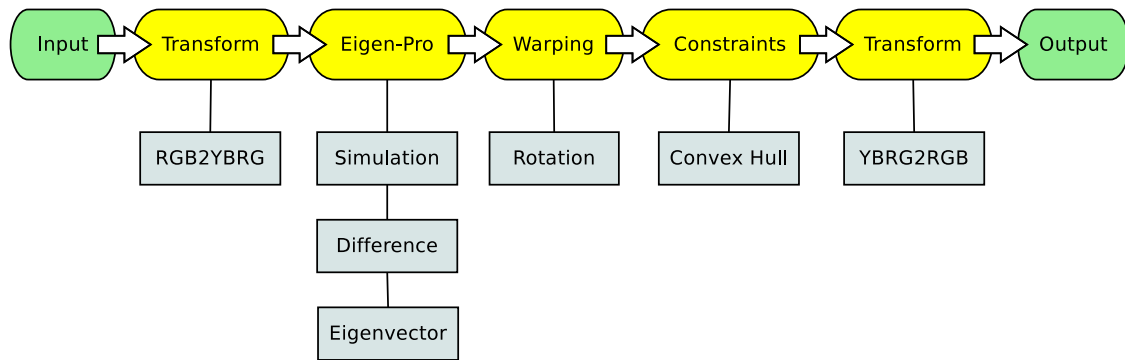 Input
Transform
Eigen-Pro
Warping
Constraints
Transform
Output
RGB2YBRG
Simulation
Rotation
Convex Hull
YBRG2RGB
Difference
Eigenvector